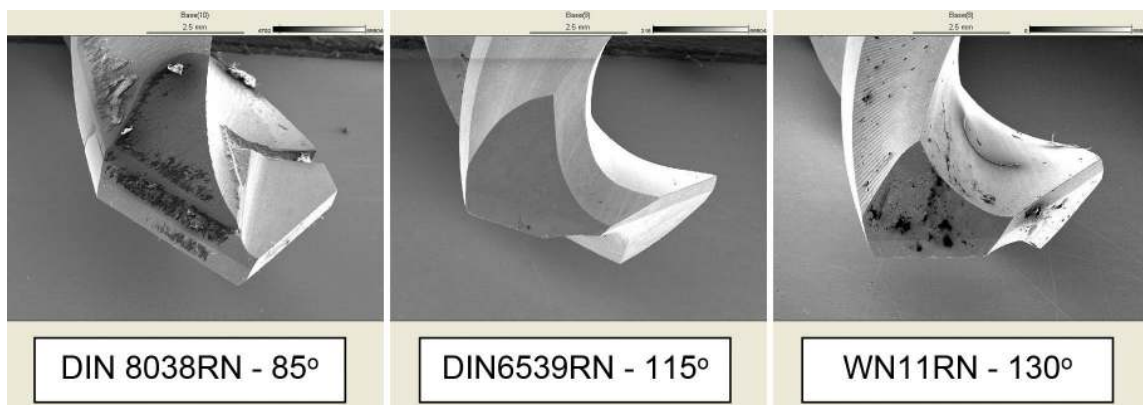 Base(10)
2.5 mm
Base(9)
2.5 mm
Base(9)
2.5 mm
DIN 8038RN - 85º
DIN6539RN - 115º
WN11RN - 130º